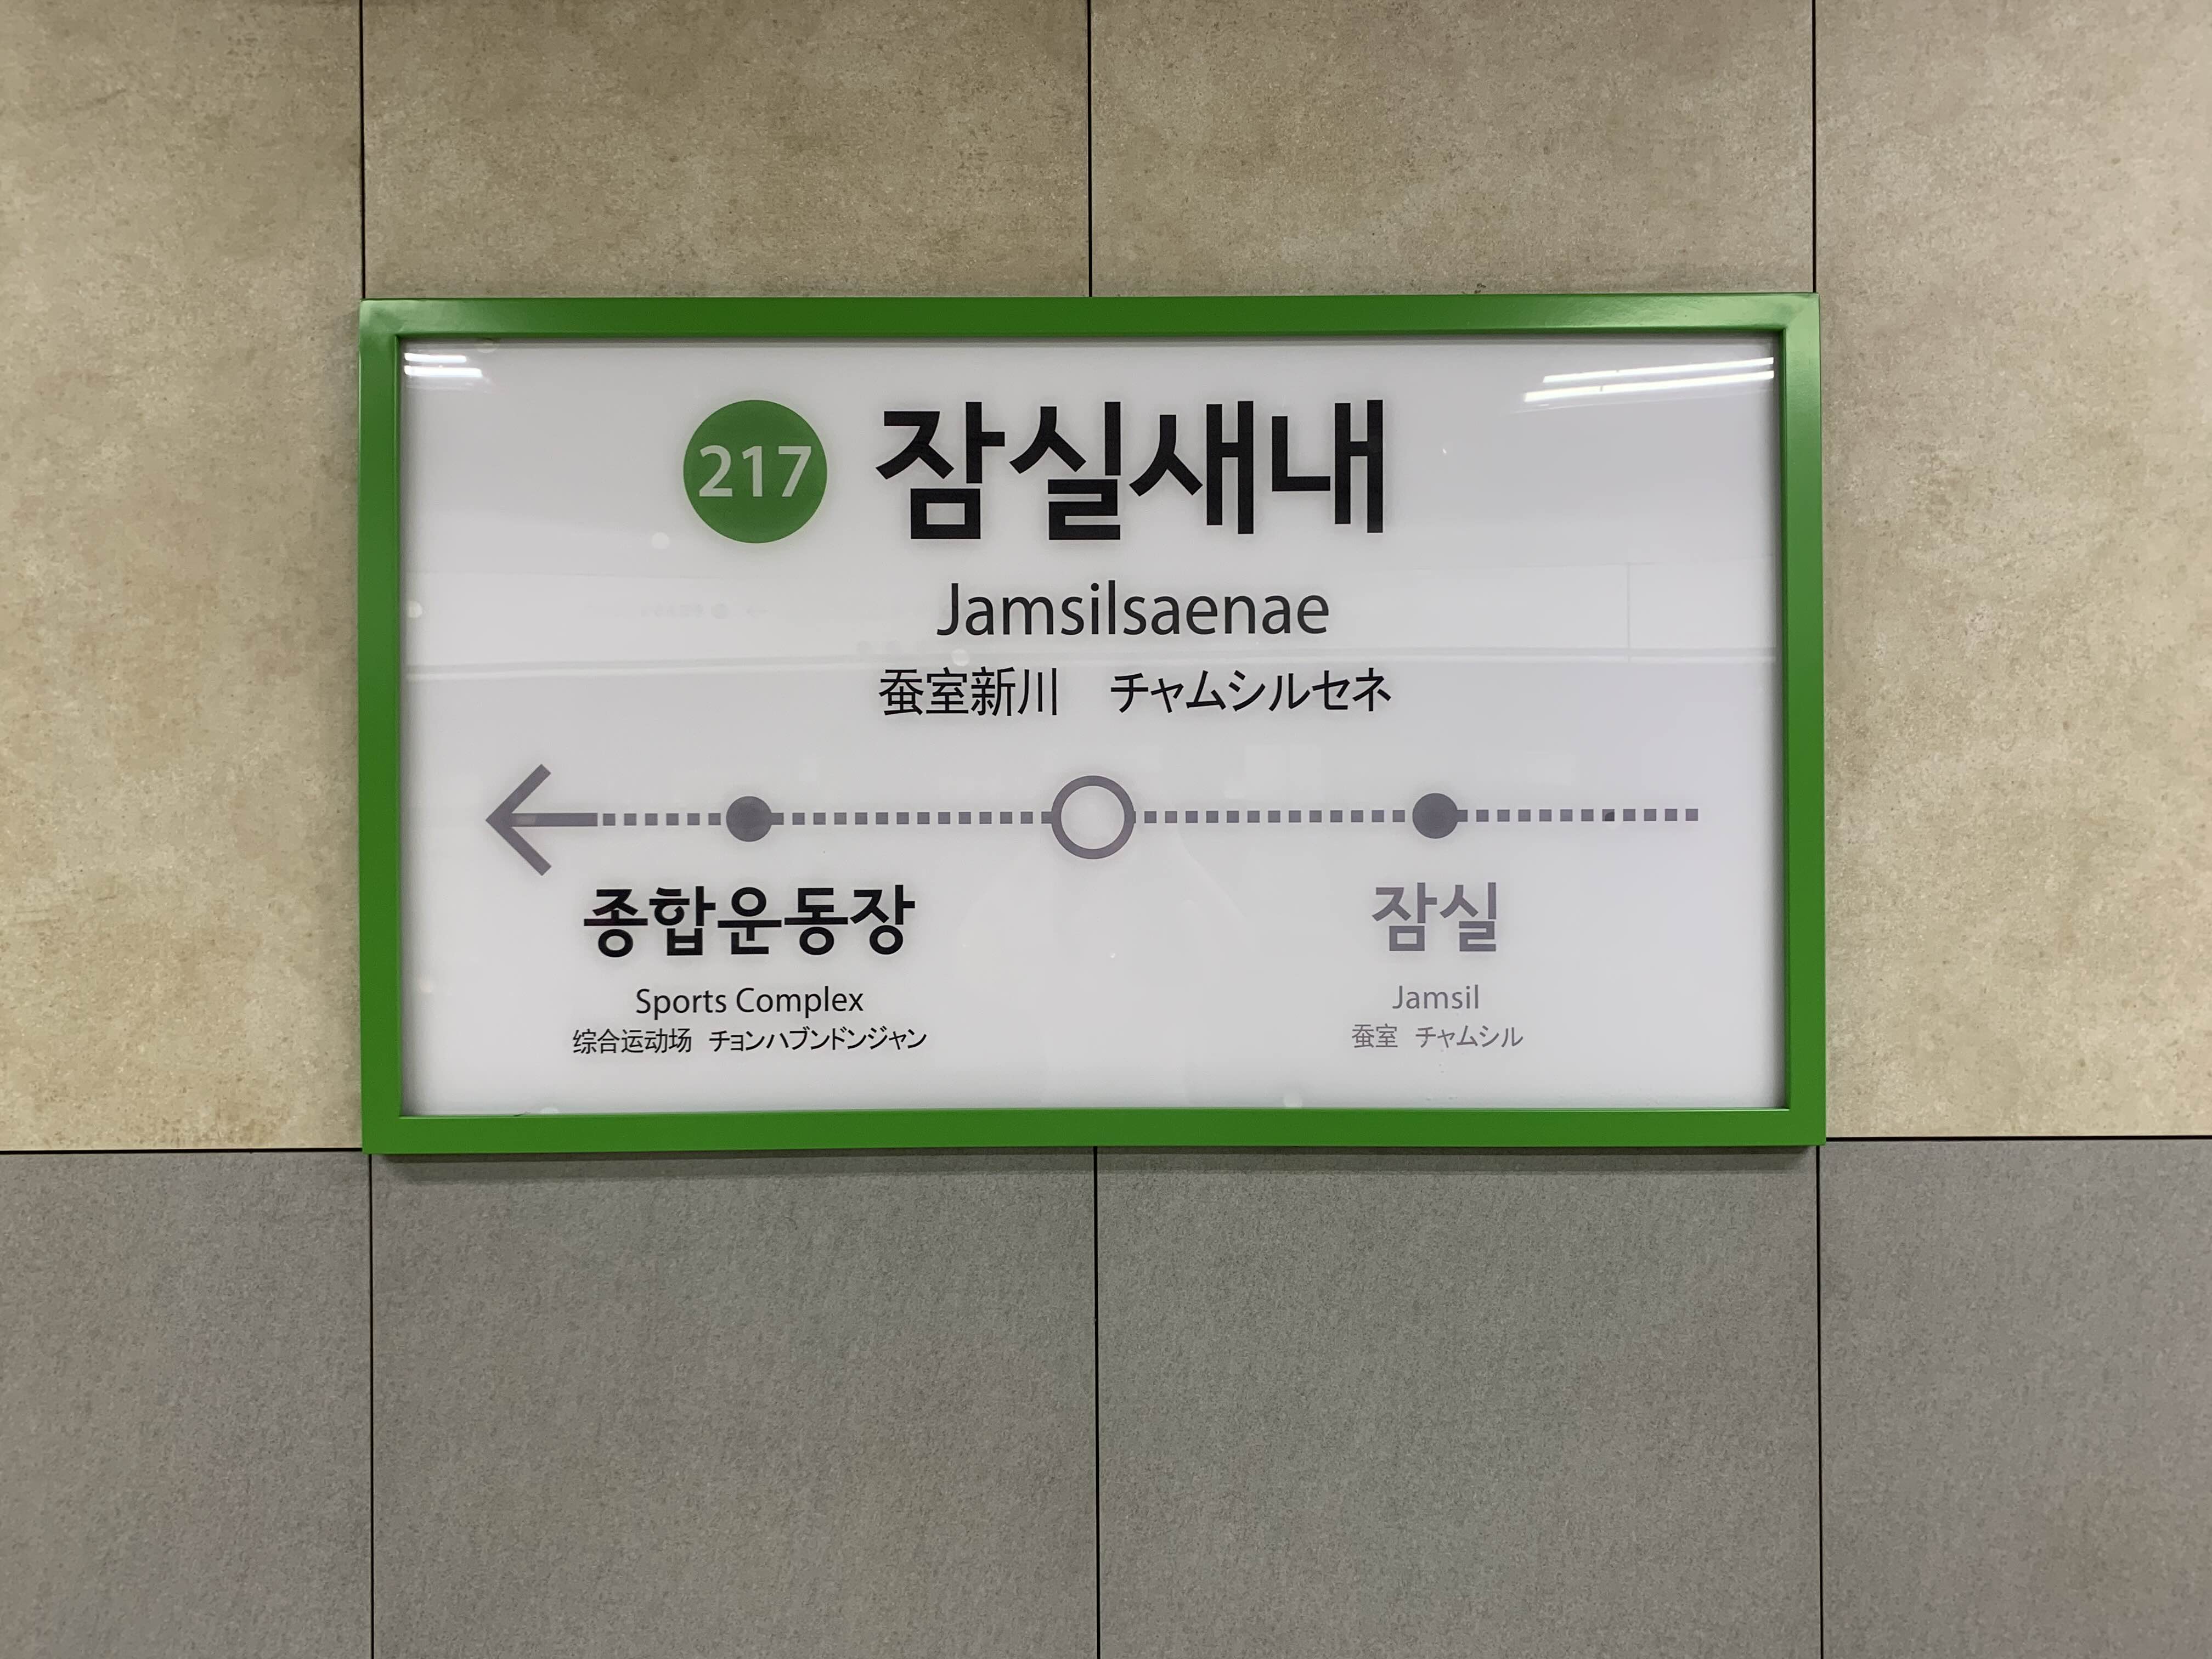 217 잠실새내
Jamsilsaenae
蚕室新川 チャムシルセネ
종합운동장 잠실
Sports Complex Jamsil
综合运动场 チョンハブンドンジャン 蚕室 チャムシル